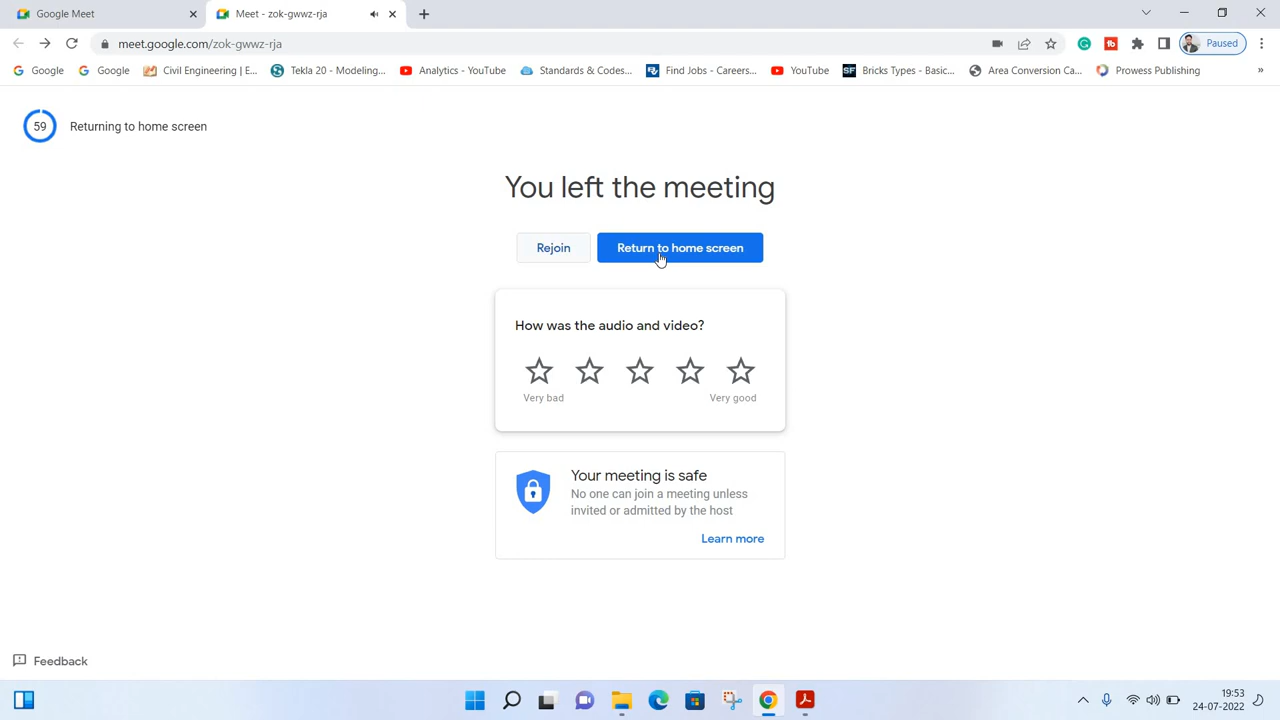 Google Meet
Meet - zok-gwwz-rja
meet.google.com/zok-gwwz-rja
Paused
Google
Google
Civil Engineering | E...
Tekla 20 - Modeling...
Analytics - YouTube
Standards & Codes...
Find Jobs - Careers...
YouTube
SF
Bricks Types - Basic...
Area Conversion Ca...
Prowess Publishing
»
59
Returning to home screen
You left the meeting
Rejoin
Return to home screen
How was the audio and video?
Very bad
Very good
Your meeting is safe
No one can join a meeting unless
invited or admitted by the host
Learn more
Feedback
19:53
24-07-2022